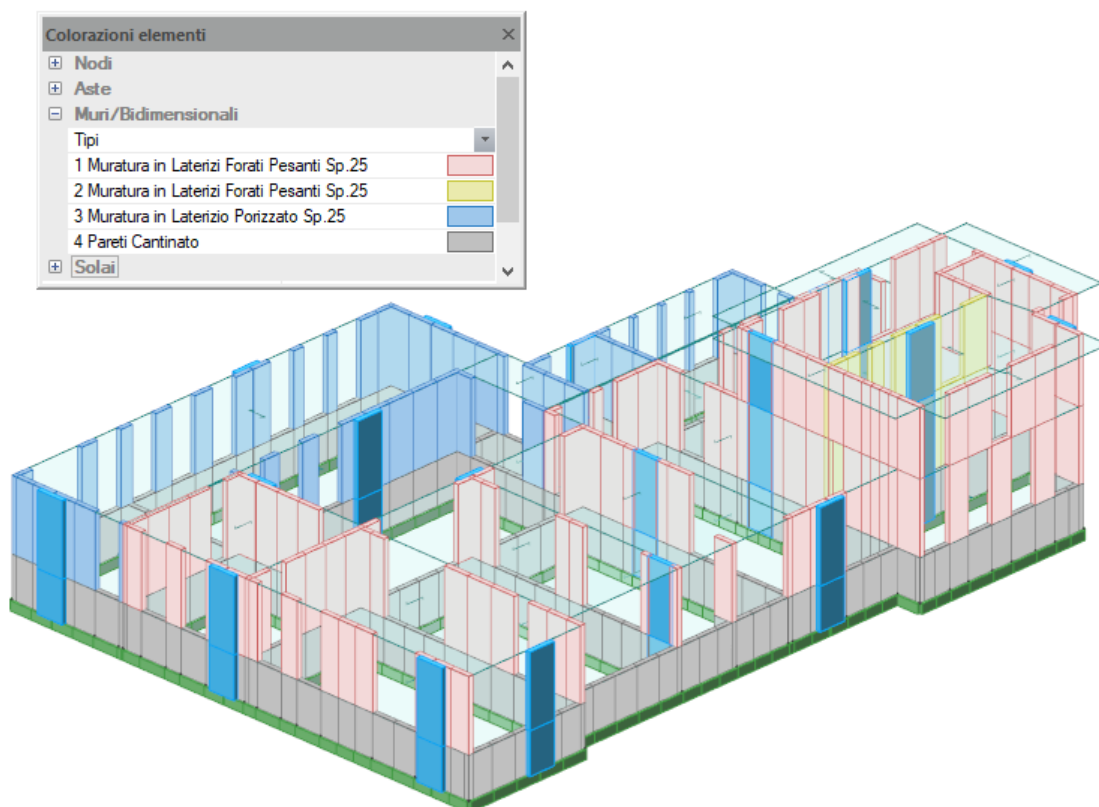 Colorazioni elementi
Nodi
Aste
Muri/Bidimensionali
Tipi
1 Muratura in Laterizi Forati Pesanti Sp.25
2 Muratura in Laterizi Forati Pesanti Sp.25
3 Muratura in Laterizio Porizzato Sp.25
4 Pareti Cantinato
Solai